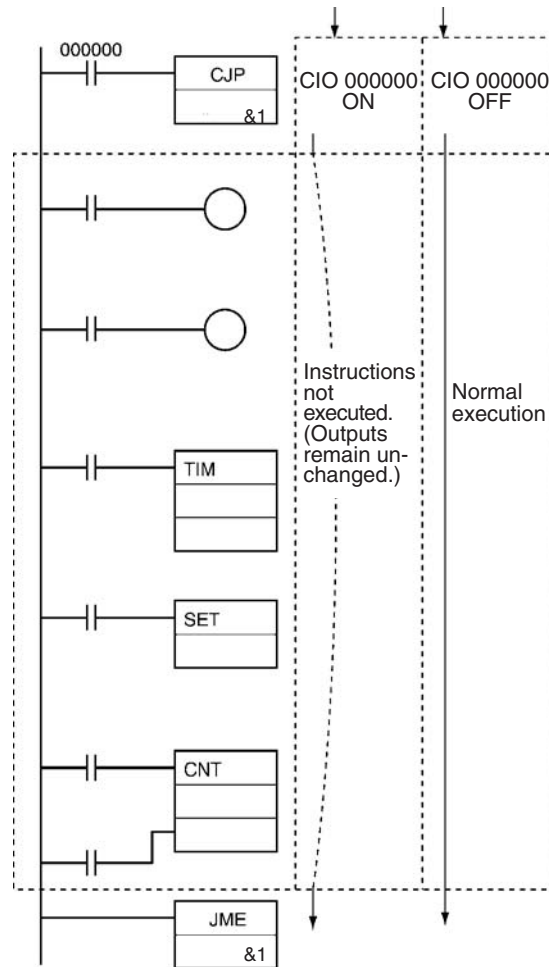 000000
CJP
&1
CIO 000000
ON
CIO 000000
OFF
Instructions
not
executed.
(Outputs
remain un-
changed.)
Normal
execution
TIM
SET
CNT
JME
&1